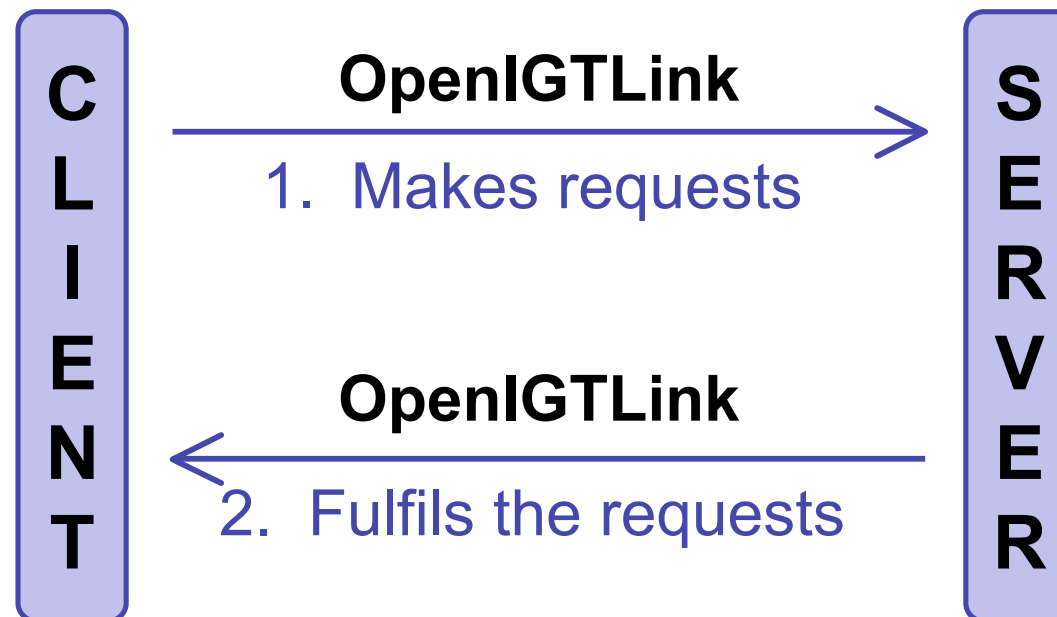 CLIENT
OpenIGTLink
1. Makes requests
OpenIGTLink
2. Fulfils the requests
SERVER